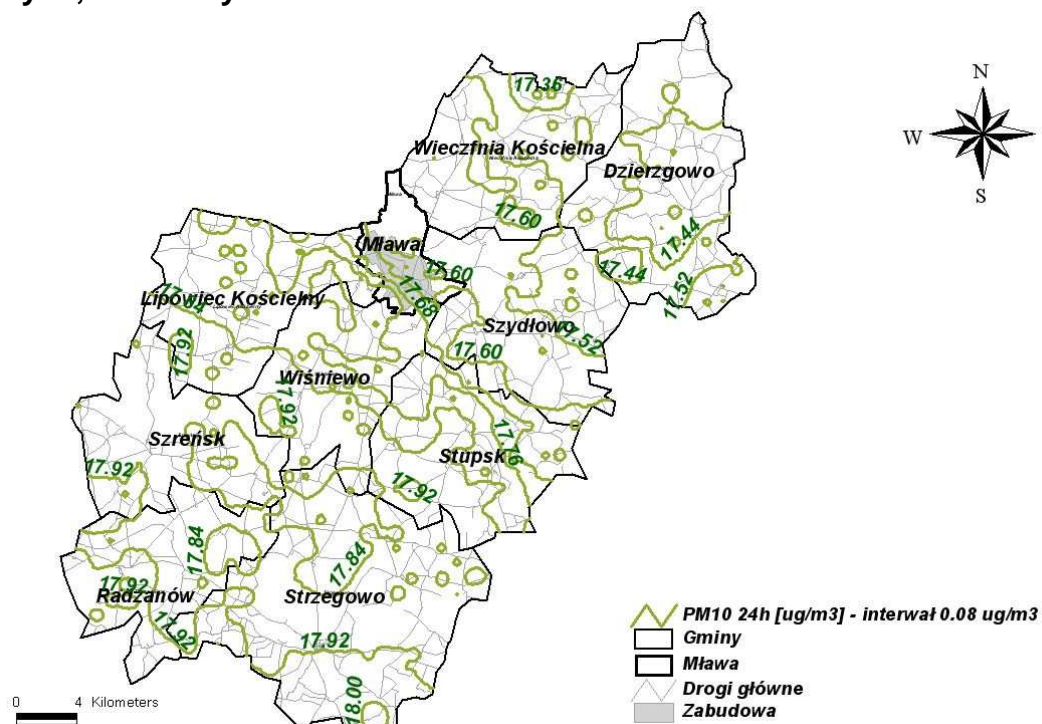 17.36
Wieczfnia Kościelna
Dzierzgowo
17.60
17.44
17.44
17.52
Mława
17.60
17.68
Lipowiec Kościelny
17.84
Szydłowo
17.52
17.60
17.92
Wiśniewo
17.92
Szreńsk
17.92
Stupsk
17.76
17.92
17.84
17.84
Radzanów
17.92
17.92
Strzegowo
17.92
18.00
N
W
S
PM10 24h [ug/m3] - interwał 0.08 ug/m3
Gminy
Mława
Drogi główne
Zabudowa
0 4 Kilometers